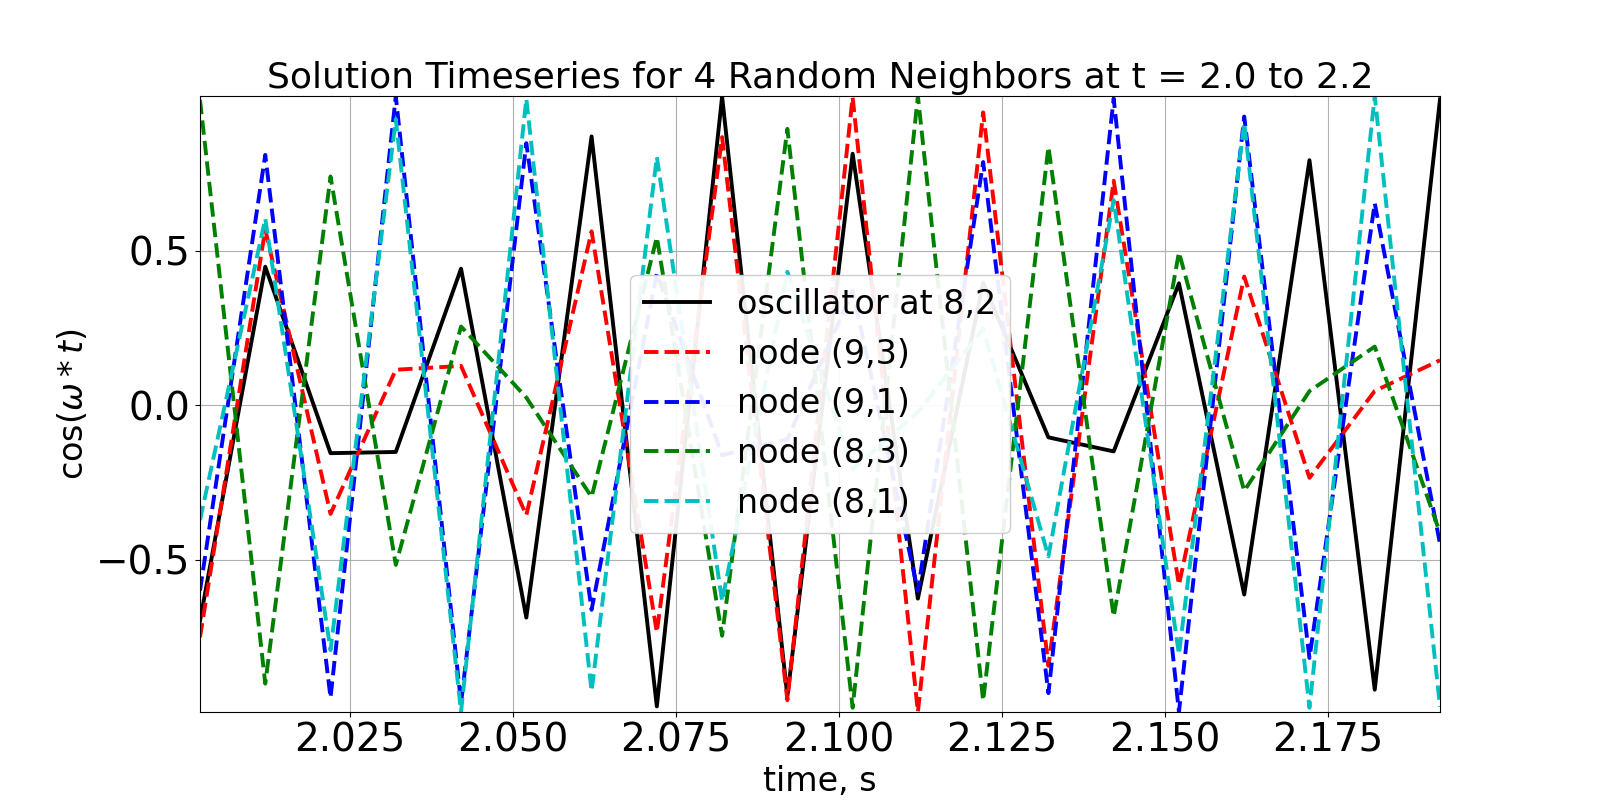 Solution Timeseries for 4 Random Neighbors at t = 2.0 to 2.2
cos(ω * t)
0.5
0.0
−0.5
oscillator at 8,2
node (9,3)
node (9,1)
node (8,3)
node (8,1)
2.025 2.050 2.075 2.100 2.125 2.150 2.175
time, s